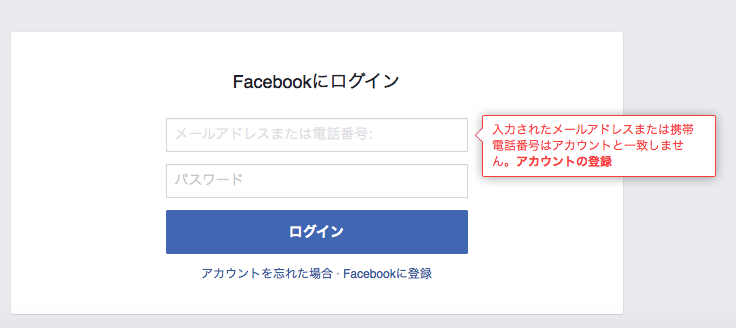 Facebookにログイン
メールアドレスまたは電話番号:
入力されたメールアドレスまたは携帯
電話番号はアカウントと一致しませ
ん。アカウントの登録
パスワード
ログイン
アカウントを忘れた場合 · Facebookに登録